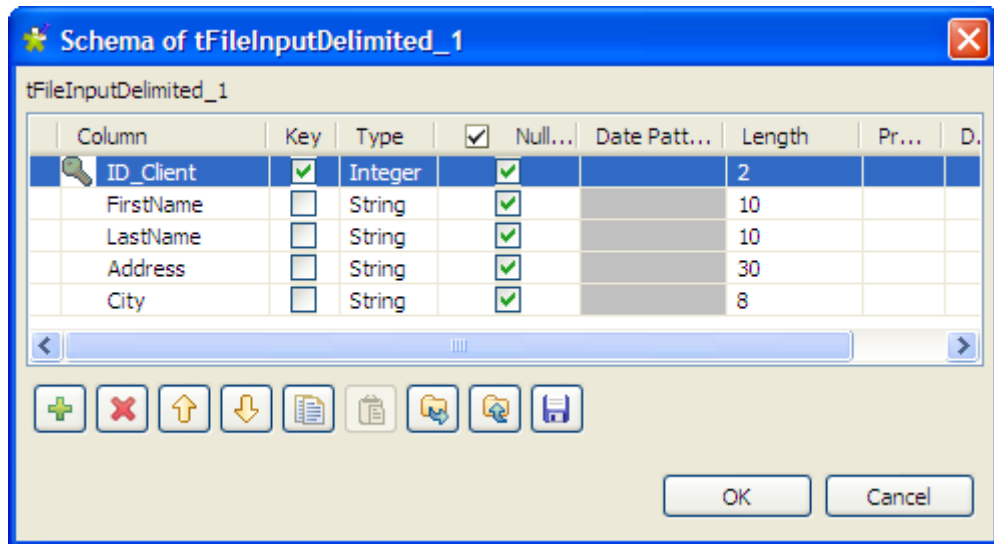 Schema of tFileInputDelimited_1
tFileInputDelimited_1
Column Key Type Null... Date Patt... Length Pr... D.
ID_Client Integer 2
FirstName String 10
LastName String 10
Address String 30
City String 8
OK Cancel